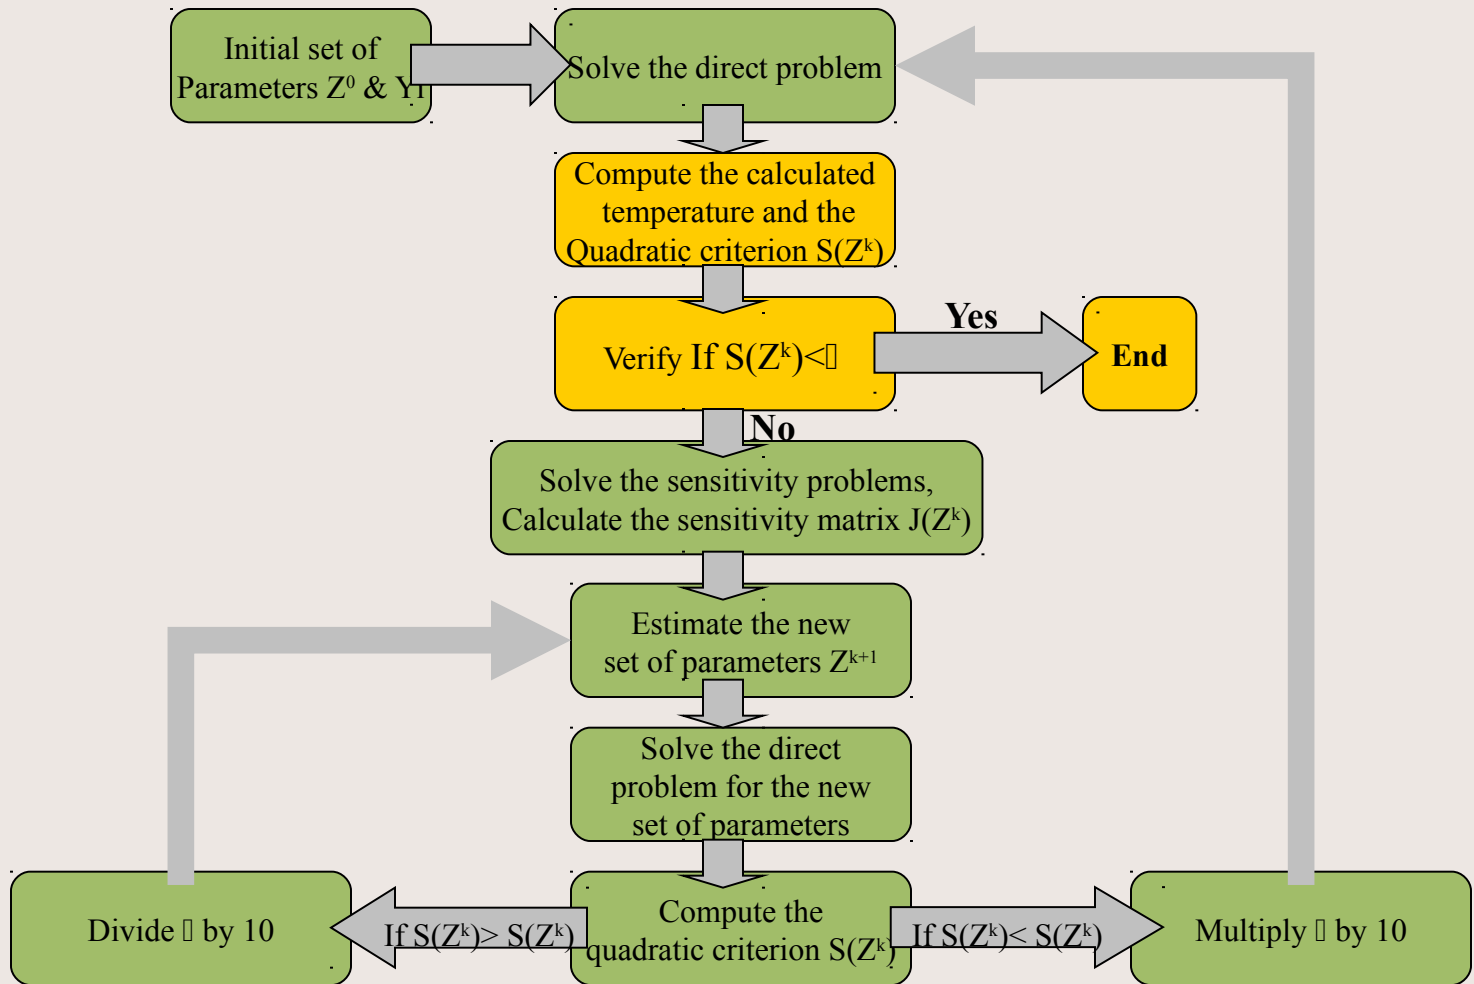 Initial set of
Parameters Z⁰ & Yi
Solve the direct problem
Compute the calculated
temperature and the
Quadratic criterion S(Zᵏ)
Verify If S(Zᵏ)<▯
Yes
End
No
Solve the sensitivity problems,
Calculate the sensitivity matrix J(Zᵏ)
Estimate the new
set of parameters Zᵏ⁺¹
Solve the direct
problem for the new
set of parameters
Divide ▯ by 10
If S(Zᵏ)> S(Zᵏ)
Compute the
quadratic criterion S(Zᵏ)
If S(Zᵏ)< S(Zᵏ)
Multiply ▯ by 10